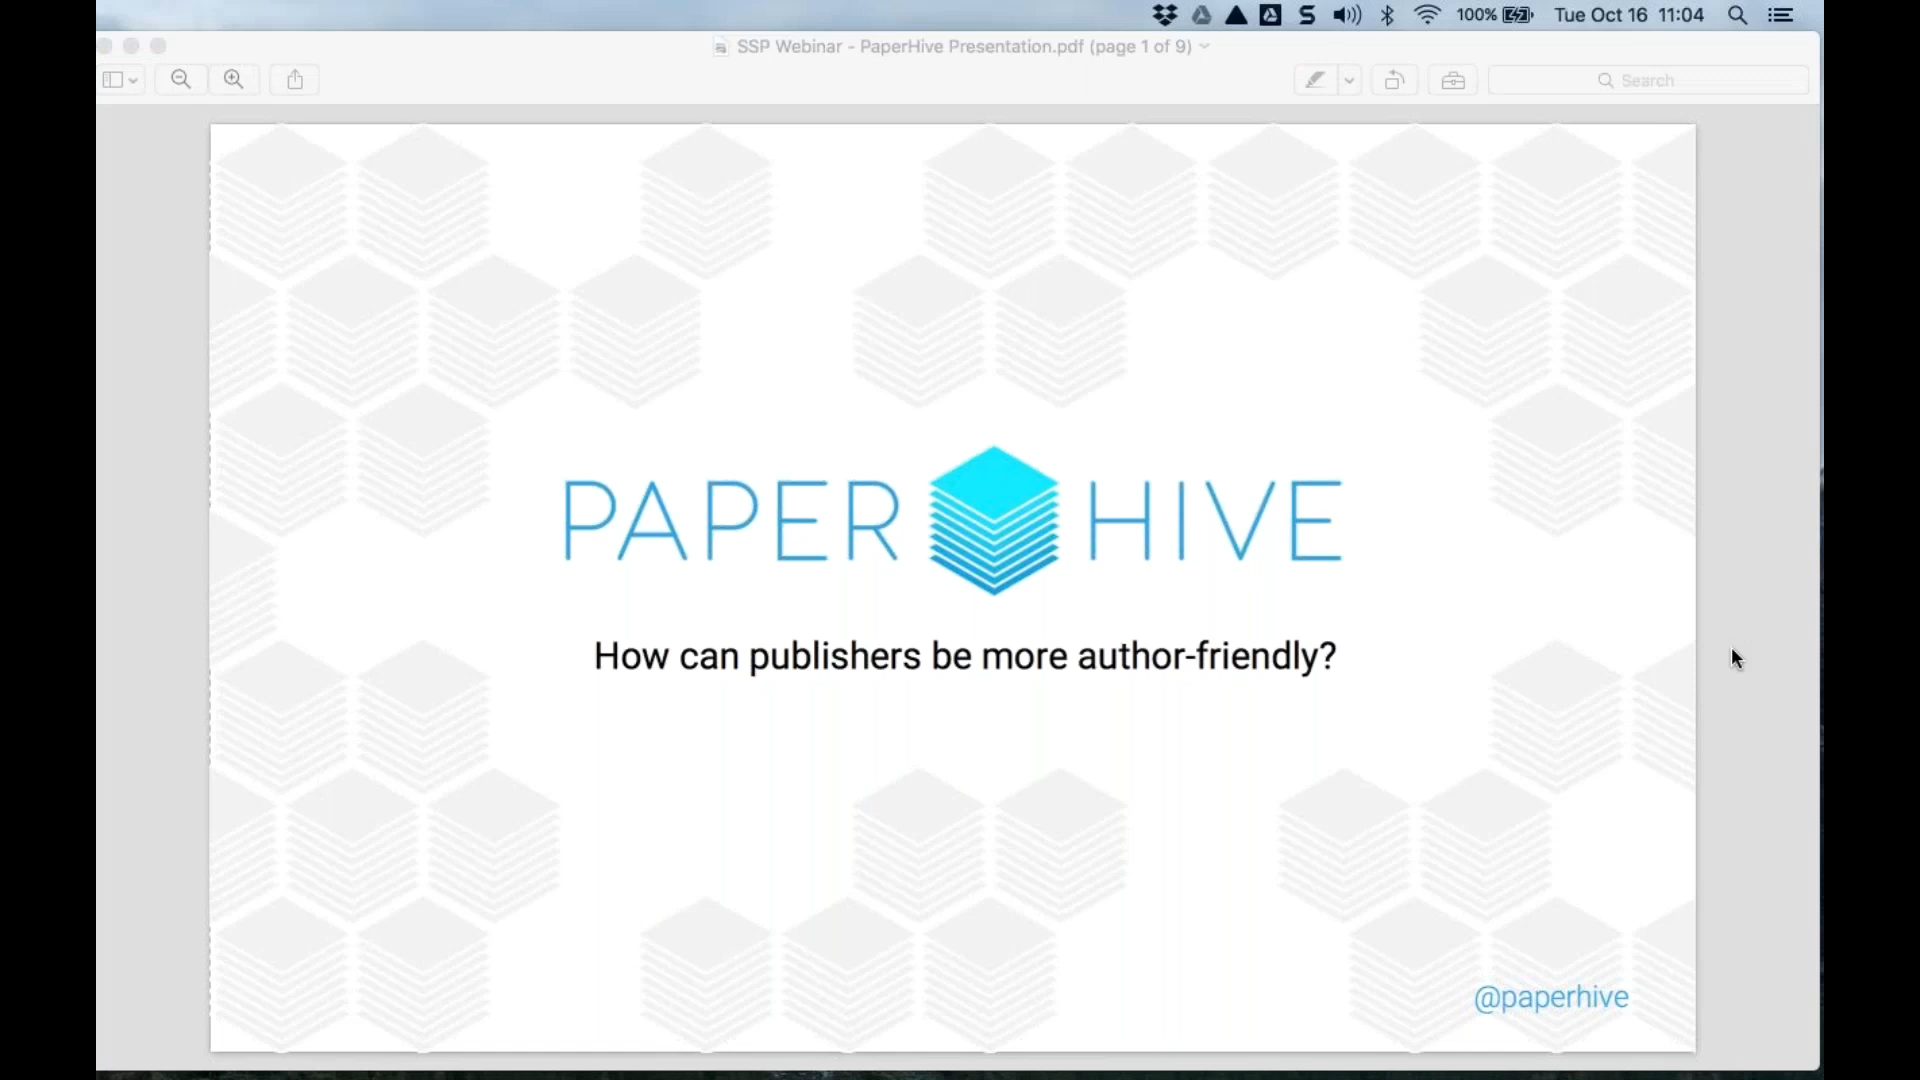 100% Tue Oct 16 11:04
SSP Webinar - PaperHive Presentation.pdf (page 1 of 9)
Search
PAPER HIVE
How can publishers be more author-friendly?
@paperhive